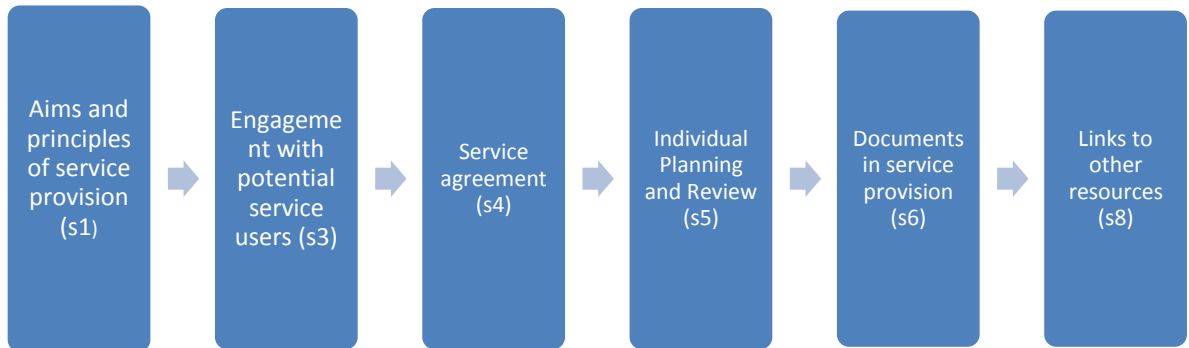 Aims and
principles
of service
provision
(s1)
Engageme
nt with
potential
service
users (s3)
Service
agreement
(s4)
Individual
Planning
and Review
(s5)
Documents
in service
provision
(s6)
Links to
other
resources
(s8)